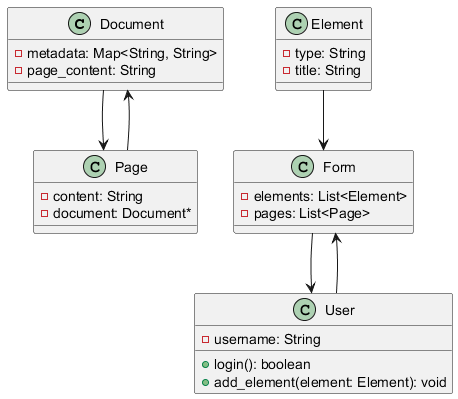 C Document
metadata: Map<String, String>
page_content: String
C Element
type: String
title: String
C Page
content: String
document: Document*
C Form
elements: List<Element>
pages: List<Page>
C User
username: String
login(): boolean
add_element(element: Element): void